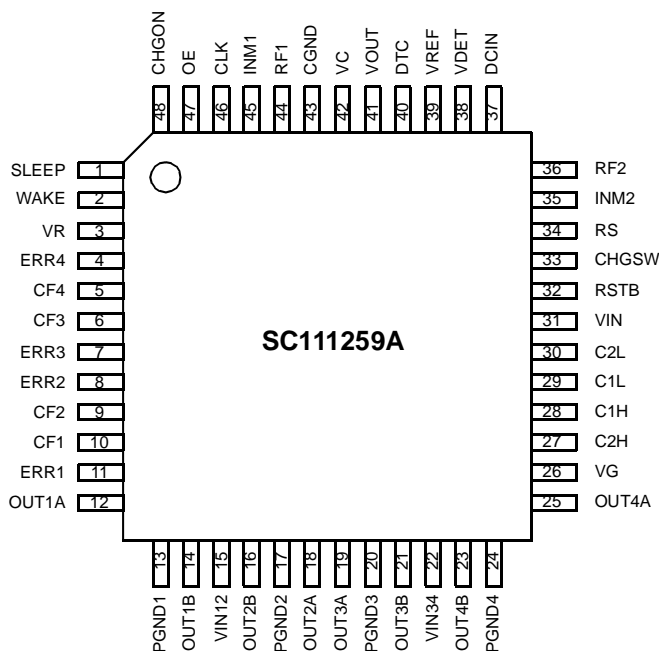 CHGON
OE
CLK
INM1
RF1
CGND
VC
VOUT
DTC
VREF
VDET
DCIN
48
47
46
45
44
43
42
41
40
39
38
37
SLEEP 1
WAKE 2
VR 3
ERR4 4
CF4 5
CF3 6
ERR3 7
ERR2 8
CF2 9
CF1 10
ERR1 11
OUT1A 12
SC111259A
36 RF2
35 INM2
34 RS
33 CHGSW
32 RSTB
31 VIN
30 C2L
29 C1L
28 C1H
27 C2H
26 VG
25 OUT4A
13
14
15
16
17
18
19
20
21
22
23
24
PGND1
OUT1B
VIN12
OUT2B
PGND2
OUT2A
OUT3A
PGND3
OUT3B
VIN34
OUT4B
PGND4